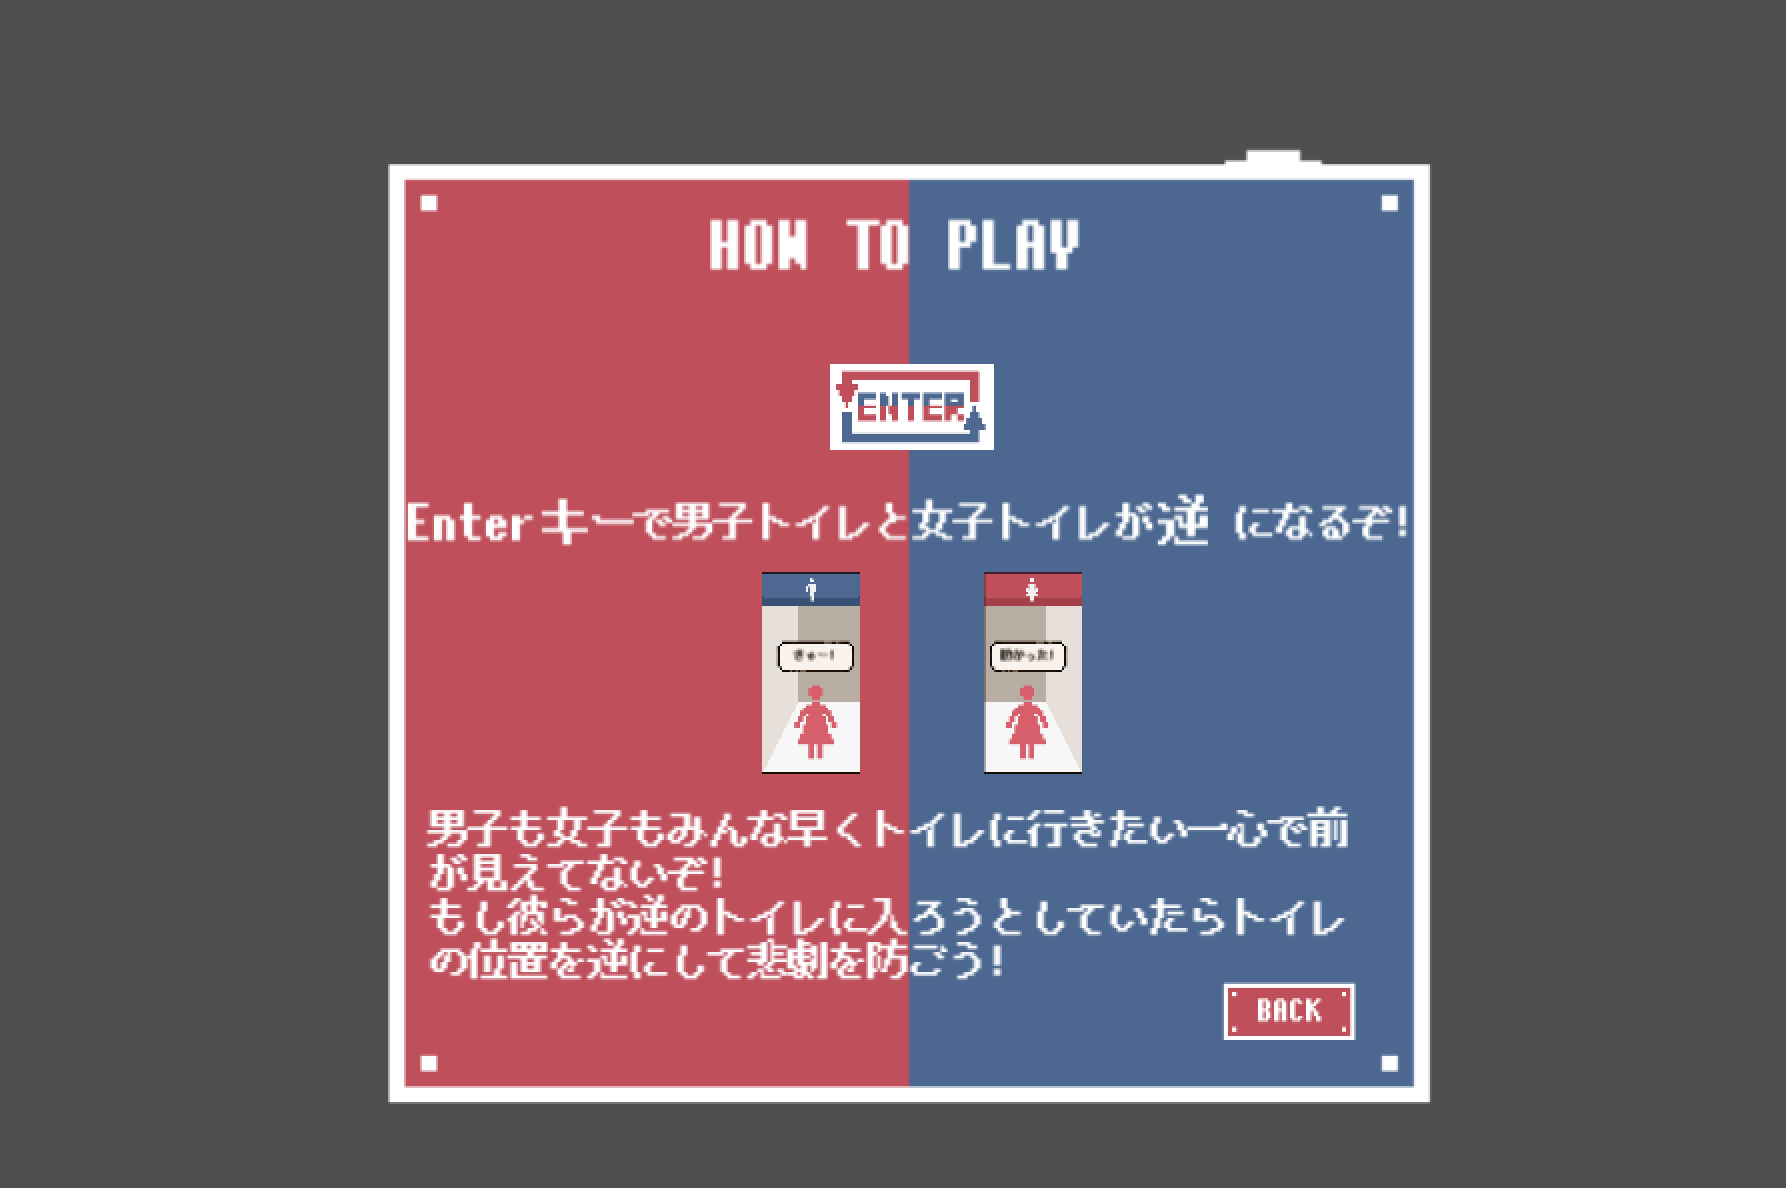 HOW TO PLAY
ENTER
Enterキーで男子トイレと女子トイレが逆 になるぞ!
きゃー! 助かった!
男子も女子もみんな早くトイレに行きたい一心で前
が見えてないぞ!
もし彼らが逆のトイレに入ろうとしていたらトイレ
の位置を逆にして悲劇を防ごう!
BACK